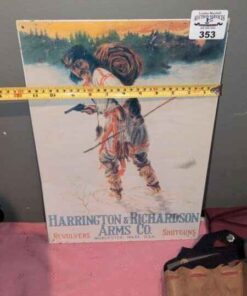 353
HARRINGTON & RICHARDSON
ARMS CO.
REVOLVERS
WORCESTER, MASS. U.S.A.
SHOTGUNS